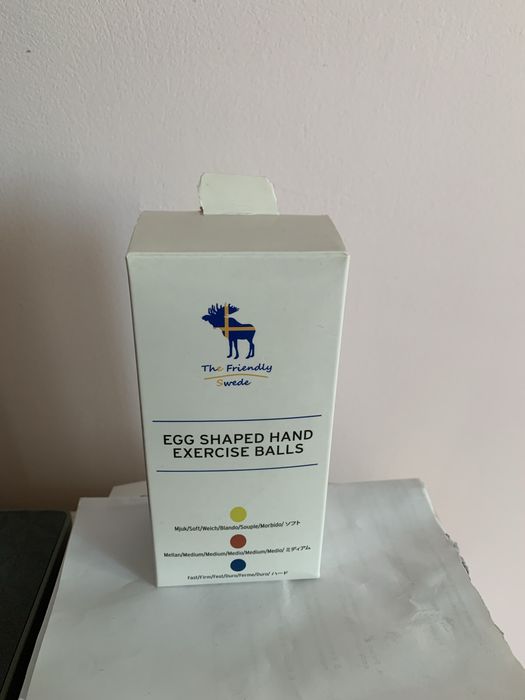 The Friendly
Swede
EGG SHAPED HAND
EXERCISE BALLS
Mjuk/Soft/Weich/Blando/Souple/Morbido/ ソフト
Mellan/Medium/Medium/Medio/Medium/Medio/ ミディアム
Fast/Firm/Fest/Duro/Ferme/Duro/ ハード